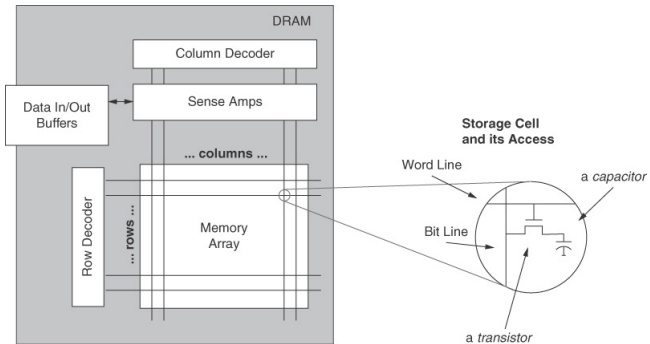 DRAM
Column Decoder
Data In/Out
Buffers
Sense Amps
... columns ...
Row Decoder
... rows ...
Memory
Array
Storage Cell
and its Access
Word Line
a capacitor
Bit Line
a transistor